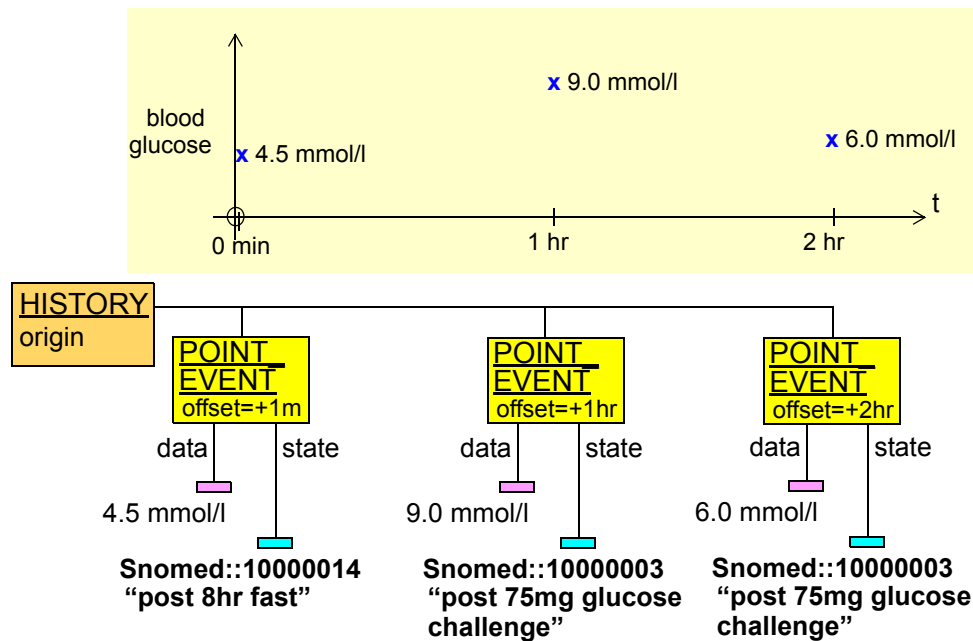 blood
glucose
x 4.5 mmol/l
x 9.0 mmol/l
x 6.0 mmol/l
t
0 min
1 hr
2 hr
HISTORY
origin
POINT_
EVENT
offset=+1m
data
state
4.5 mmol/l
Snomed::10000014
“post 8hr fast”
POINT_
EVENT
offset=+1hr
data
state
9.0 mmol/l
Snomed::10000003
“post 75mg glucose
challenge”
POINT_
EVENT
offset=+2hr
data
state
6.0 mmol/l
Snomed::10000003
“post 75mg glucose
challenge”